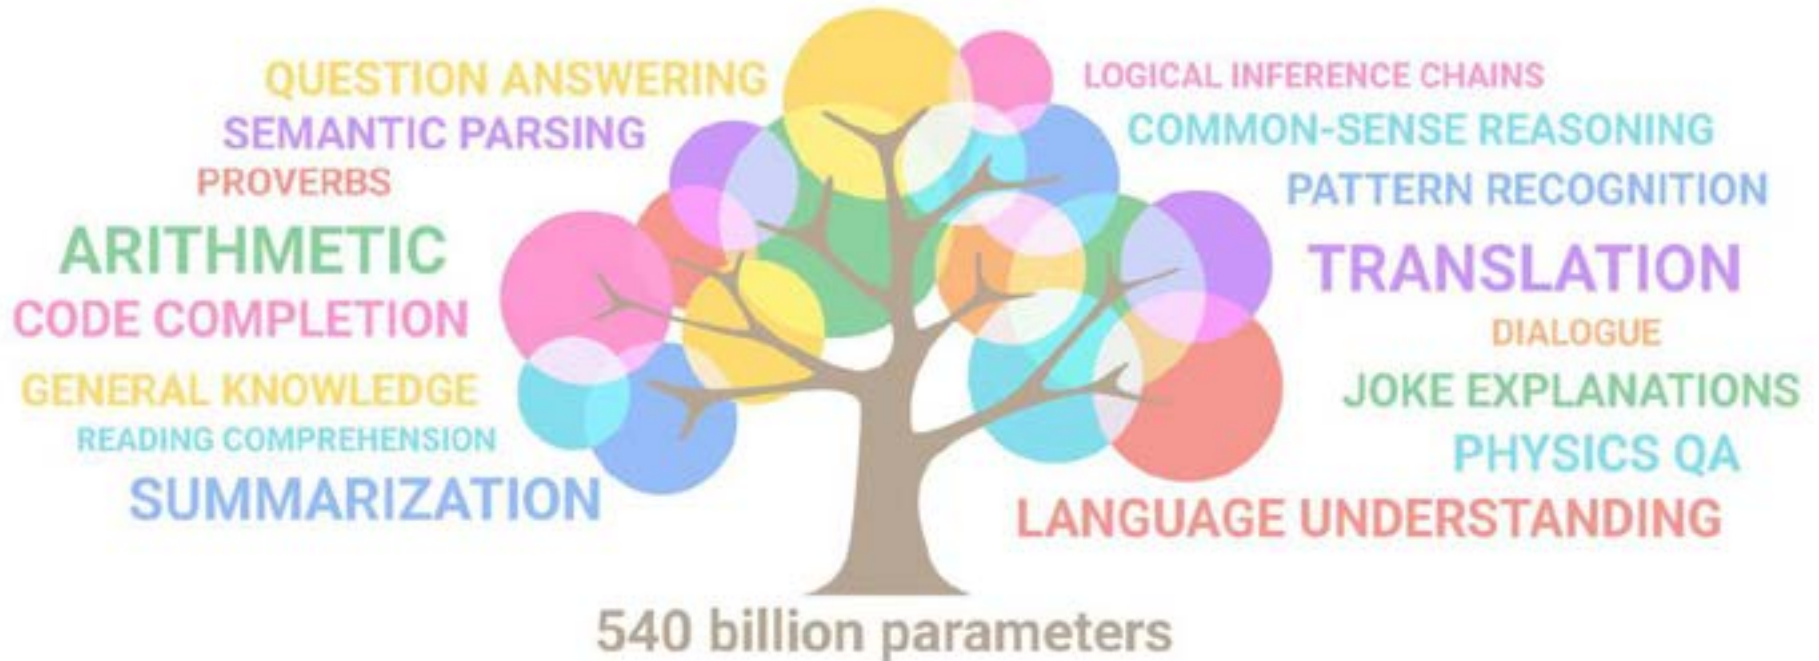 QUESTION ANSWERING
SEMANTIC PARSING
PROVERBS
ARITHMETIC
CODE COMPLETION
GENERAL KNOWLEDGE
READING COMPREHENSION
SUMMARIZATION
LOGICAL INFERENCE CHAINS
COMMON-SENSE REASONING
PATTERN RECOGNITION
TRANSLATION
DIALOGUE
JOKE EXPLANATIONS
PHYSICS QA
LANGUAGE UNDERSTANDING
540 billion parameters